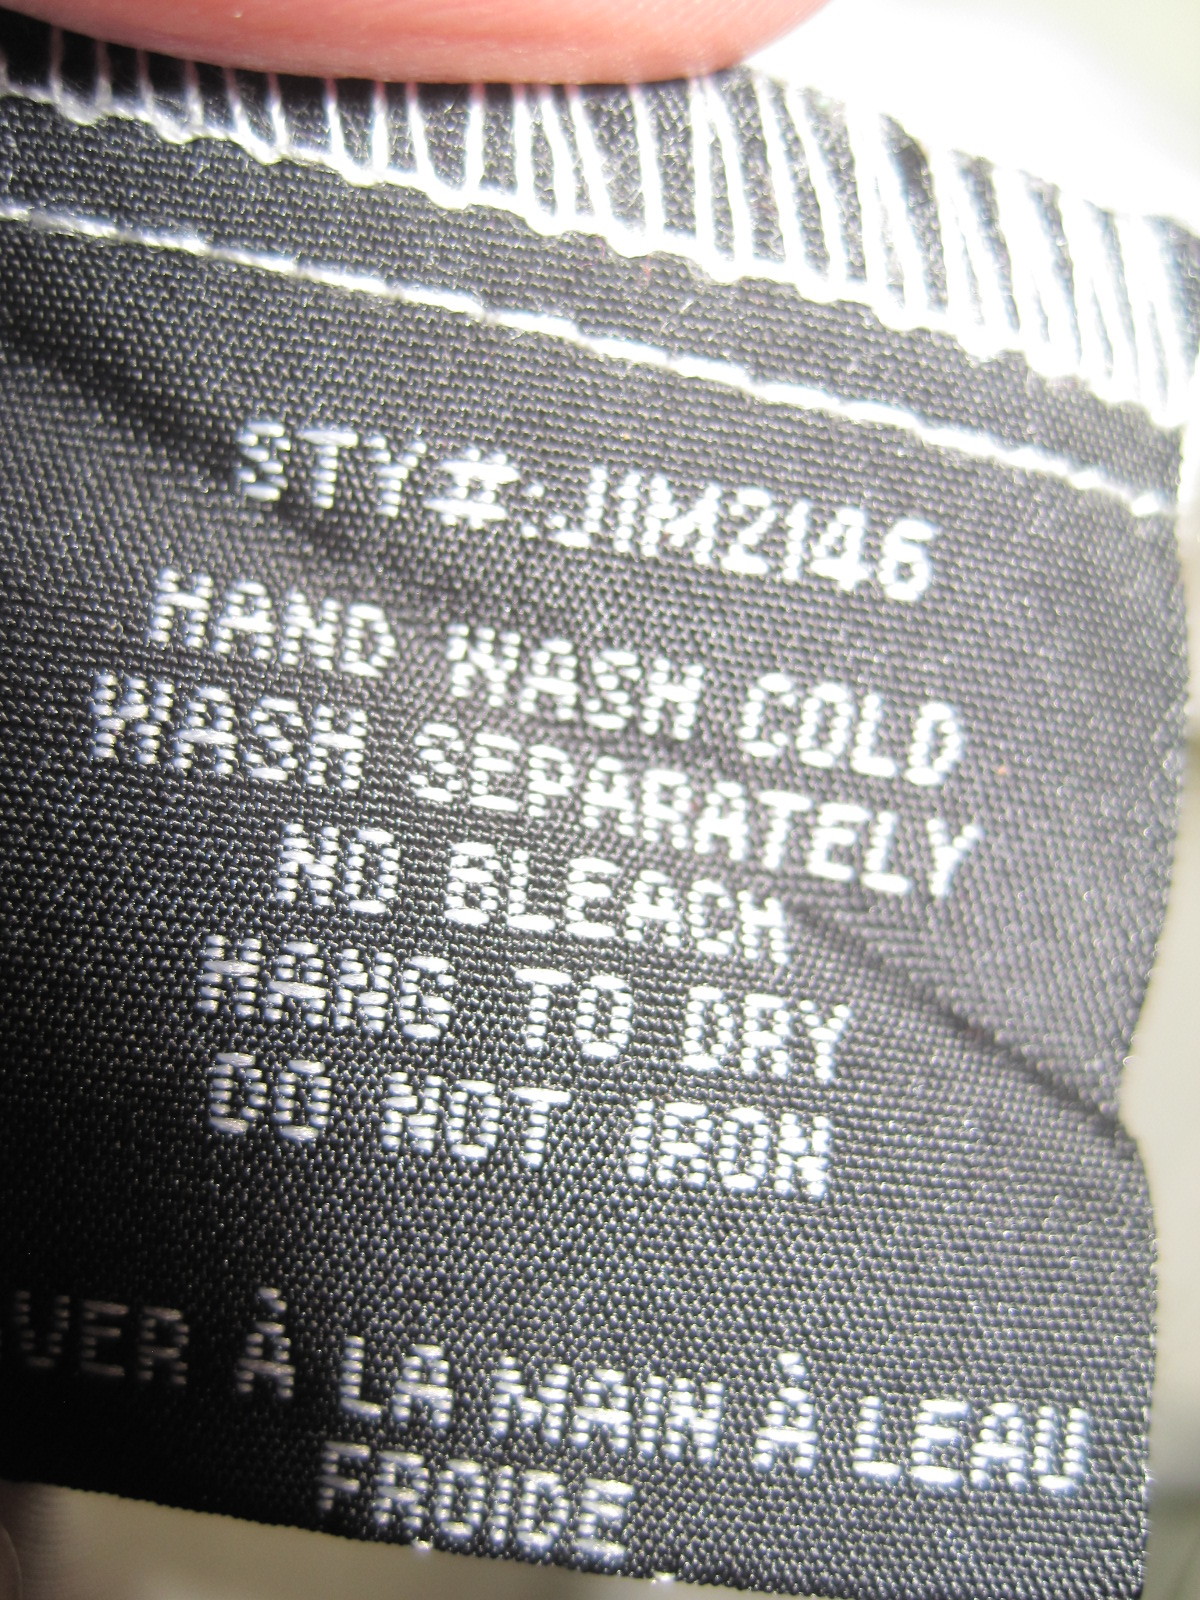 STY#:JIM2146
HAND WASH COLD
WASH SEPARATELY
NO BLEACH
HANG TO DRY
DO NOT IRON
VER À LA MAIN À LEAU
FROIDE